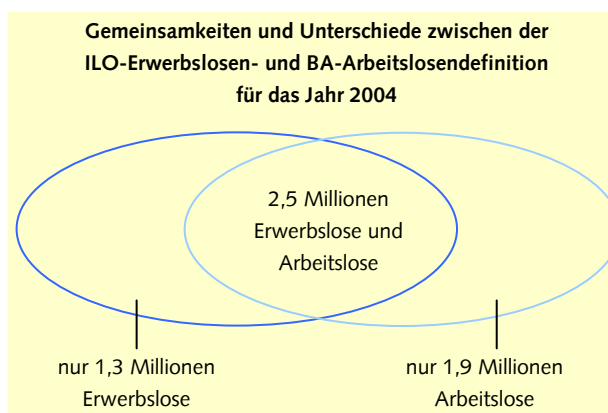 Gemeinsamkeiten und Unterschiede zwischen der
ILO-Erwerbslosen- und BA-Arbeitslosendefinition
für das Jahr 2004
2,5 Millionen
Erwerbslose und
Arbeitslose
nur 1,3 Millionen
Erwerbslose
nur 1,9 Millionen
Arbeitslose